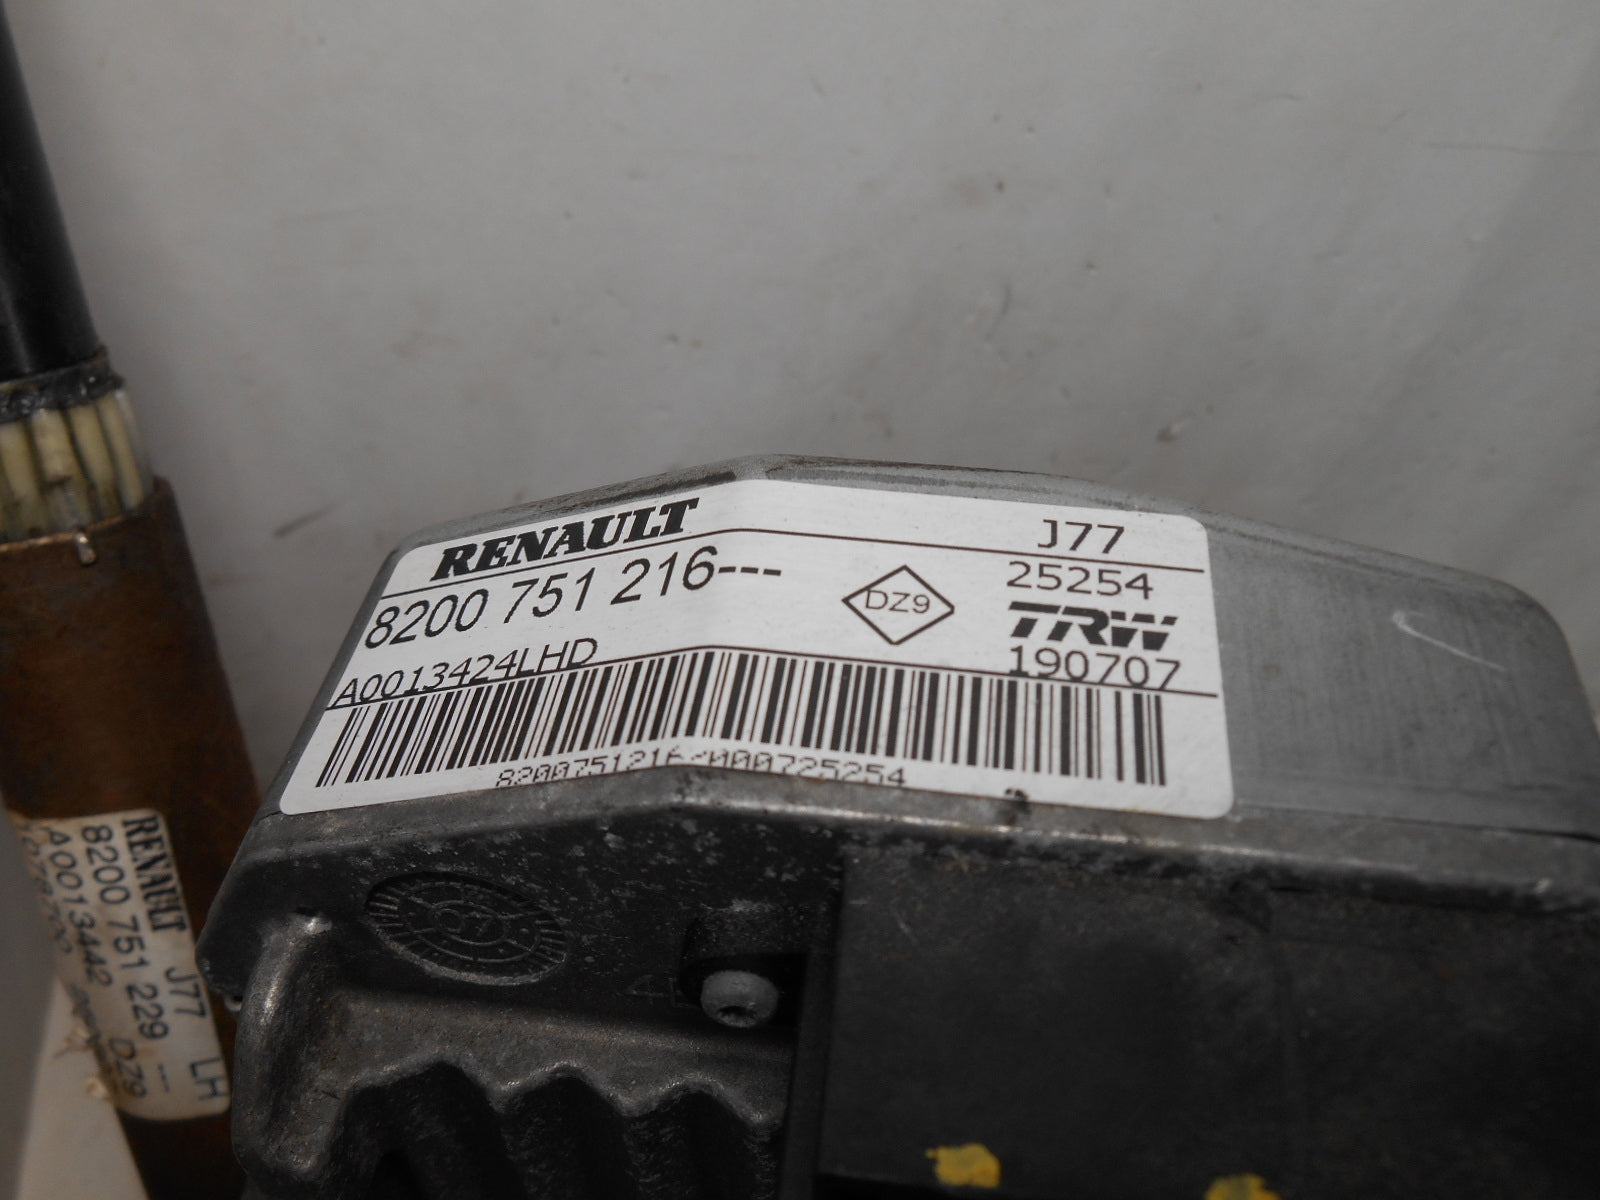 RENAULT
J77
8200 751 216---
DZ9
25254
TRW
A0013424LHD
190707
8200751216<000725254
RENAULT J77 LH
8200 751 229 ---
A0013442 DZ9